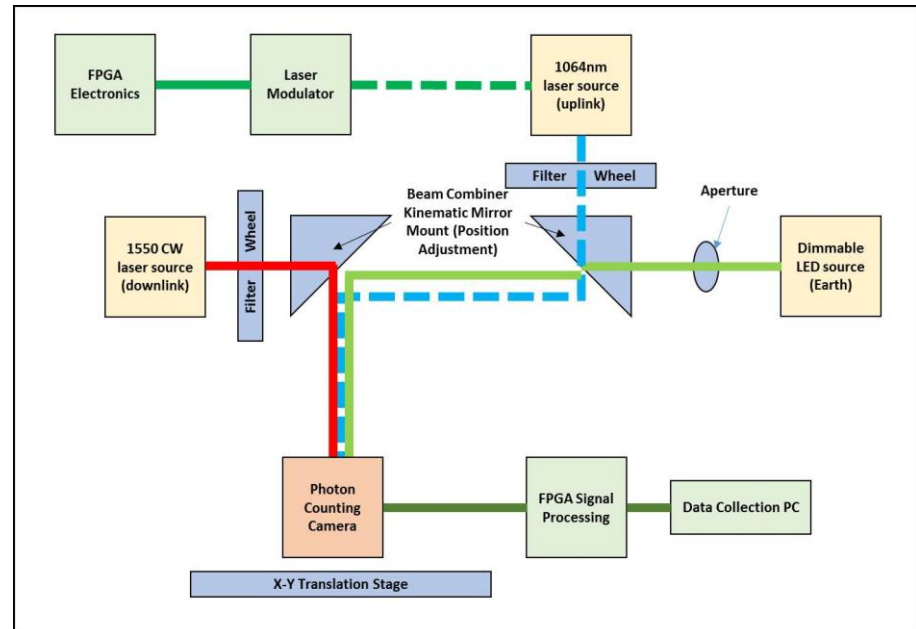 FPGA
Electronics
Laser
Modulator
1064nm
laser source
(uplink)
Filter Wheel
Beam Combiner
Kinematic Mirror
Mount (Position
Adjustment)
Aperture
1550 CW
laser source
(downlink)
Filter Wheel
Dimmable
LED source
(Earth)
Photon
Counting
Camera
FPGA Signal
Processing
Data Collection PC
X-Y Translation Stage